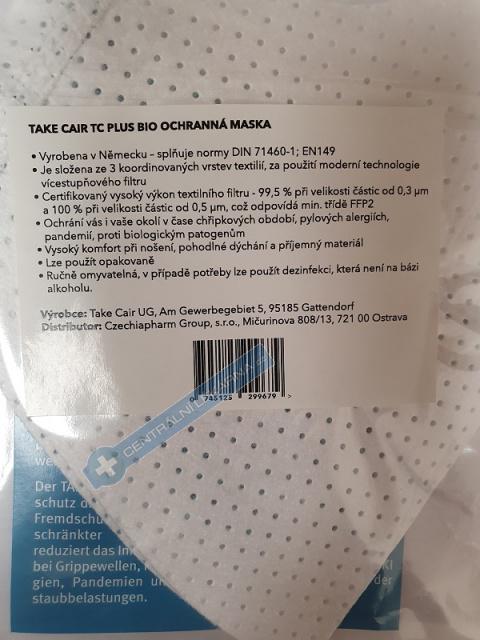 TAKE CAIR TC PLUS BIO OCHRANNÁ MASKA
• Vyrobena v Německu – splňuje normy DIN 71460-1; EN149
• Je složena ze 3 koordinovaných vrstev textilií, za použití moderní technologie
vícestupňového filtru
• Certifikovaný vysoký výkon textilního filtru - 99,5 % při velikosti částic od 0,3 μm
a 100 % při velikosti částic od 0,5 μm, což odpovídá min. třídě FFP2
• Ochrání vás i vaše okolí v čase chřipkových období, pylových alergiích,
pandemií, proti biologickým patogenům
• Vysoký komfort při nošení, pohodlné dýchání a příjemný materiál
• Lze použít opakovaně
• Ručně omyvatelná, v případě potřeby lze použít dezinfekci, která není na bázi
alkoholu.
Výrobce: Take Cair UG, Am Gewerbegebiet 5, 95185 Gattendorf
Distributor: Czechiapharm Group, s.r.o., Mičurinova 808/13, 721 00 Ostrava
0 745125 299679 >
CENTRÁLNÍ LÉKÁRNA
Der
schutz
Fremdschu
schränkter
reduziert das
bei Grippewellen,
gien, Pandemien der
staubbelastungen.